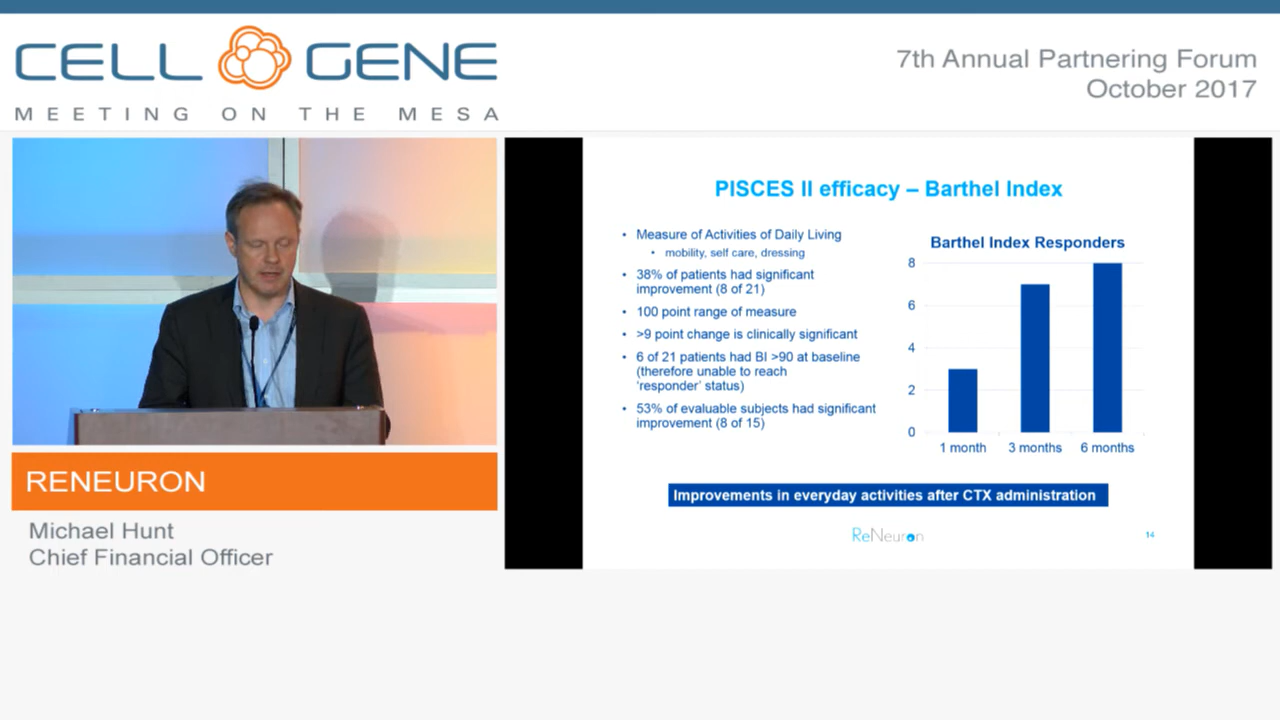 CELL GENE
MEETING ON THE MESA
7th Annual Partnering Forum
October 2017
PISCES II efficacy – Barthel Index
• Measure of Activities of Daily Living
• mobility, self care, dressing
• 38% of patients had significant
improvement (8 of 21)
• 100 point range of measure
• >9 point change is clinically significant
• 6 of 21 patients had BI >90 at baseline
(therefore unable to reach
‘responder’ status)
• 53% of evaluable subjects had significant
improvement (8 of 15)
Barthel Index Responders
8
6
4
2
0
1 month 3 months 6 months
Improvements in everyday activities after CTX administration
ReNeuron
14
RENEURON
Michael Hunt
Chief Financial Officer